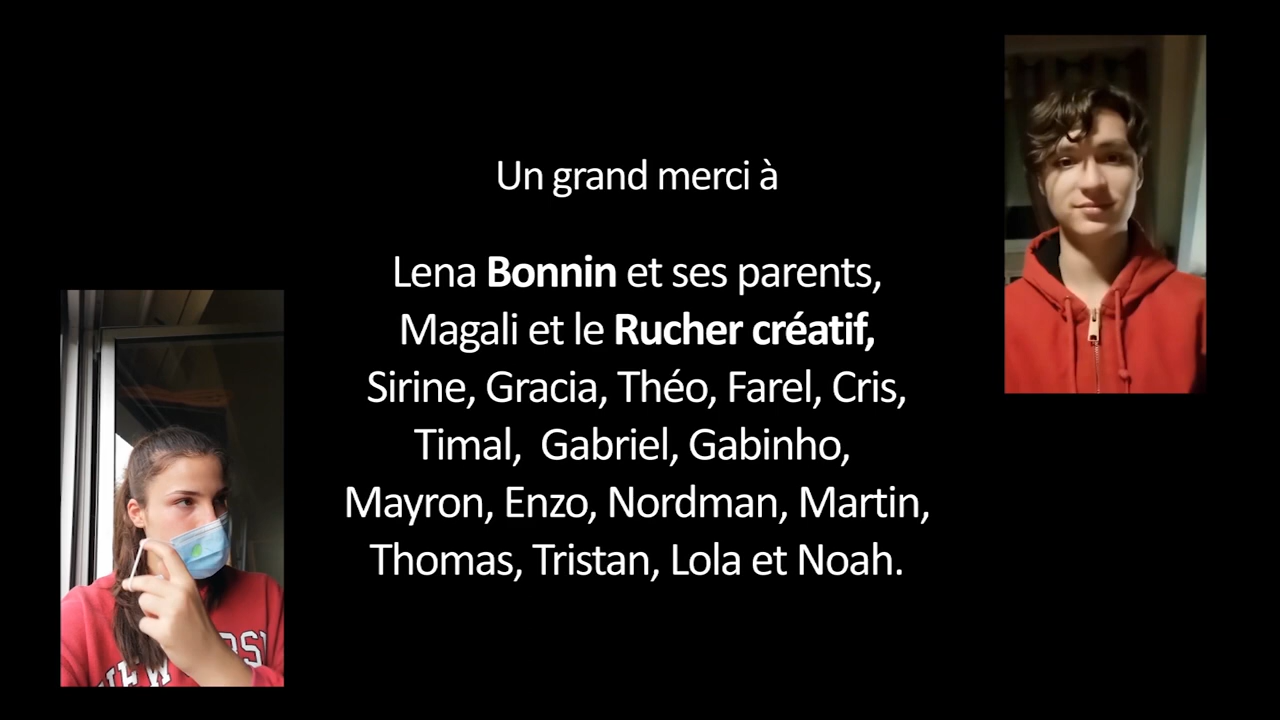 Un grand merci à
Lena Bonnin et ses parents,
Magali et le Rucher créatif,
Sirine, Gracia, Théo, Farel, Cris,
Timal, Gabriel, Gabinho,
Mayron, Enzo, Nordman, Martin,
Thomas, Tristan, Lola et Noah.
NEW